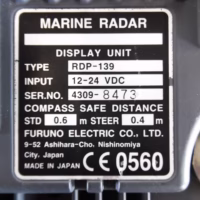 MARINE RADAR
DISPLAY UNIT
TYPE RDP-139
INPUT 12-24 VDC
SER.NO. 4309-8473
COMPASS SAFE DISTANCE
STD 0.6 m STEER 0.4 m
FURUNO ELECTRIC CO., LTD.
9-52 Ashihara-Cho. Nishinomiya
City, Japan
MADE IN JAPAN CE 0560